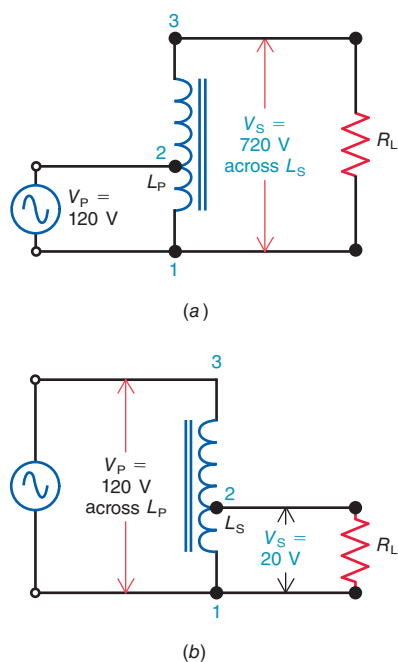 3
V_S =
720 V
across L_S
R_L
2
L_P
V_P =
120 V
1
(a)
3
V_P =
120 V
across L_P
2
L_S
V_S =
20 V
R_L
1
(b)